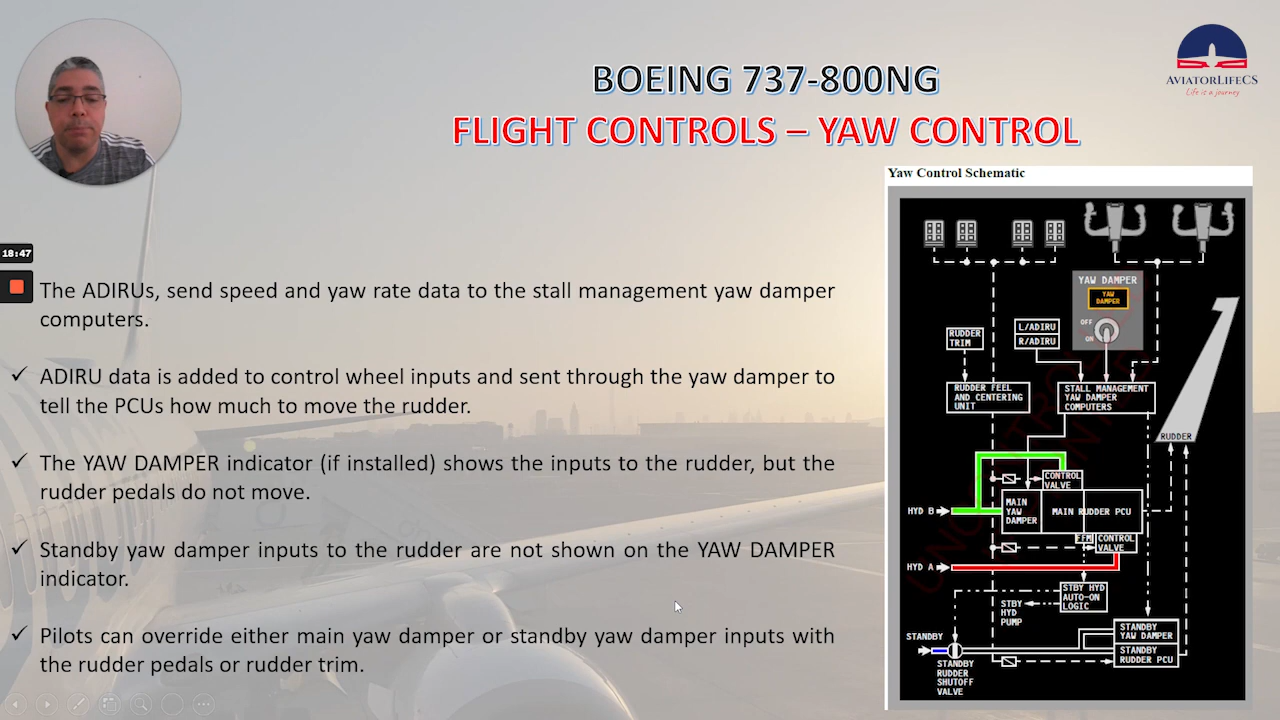 BOEING 737-800NG
FLIGHT CONTROLS – YAW CONTROL
AVIATORLIFECS
Life is a journey
18:47
The ADIRUs, send speed and yaw rate data to the stall management yaw damper
computers.
✓ ADIRU data is added to control wheel inputs and sent through the yaw damper to
tell the PCUs how much to move the rudder.
✓ The YAW DAMPER indicator (if installed) shows the inputs to the rudder, but the
rudder pedals do not move.
✓ Standby yaw damper inputs to the rudder are not shown on the YAW DAMPER
indicator.
✓ Pilots can override either main yaw damper or standby yaw damper inputs with
the rudder pedals or rudder trim.
Yaw Control Schematic
YAW DAMPER
YAW
DAMPER
OFF
ON
RUDDER
TRIM
L/ADIRU
R/ADIRU
RUDDER FEEL
AND CENTERING
UNIT
STALL MANAGEMENT
YAW DAMPER
COMPUTERS
RUDDER
CONTROL
VALVE
HYD B
MAIN
YAW
DAMPER
MAIN RUDDER PCU
FFM
CONTROL
VALVE
HYD A
STBY HYD
AUTO-ON
LOGIC
STBY
HYD
PUMP
STANDBY
STANDBY
YAW DAMPER
STANDBY
RUDDER PCU
STANDBY
RUDDER
SHUTOFF
VALVE